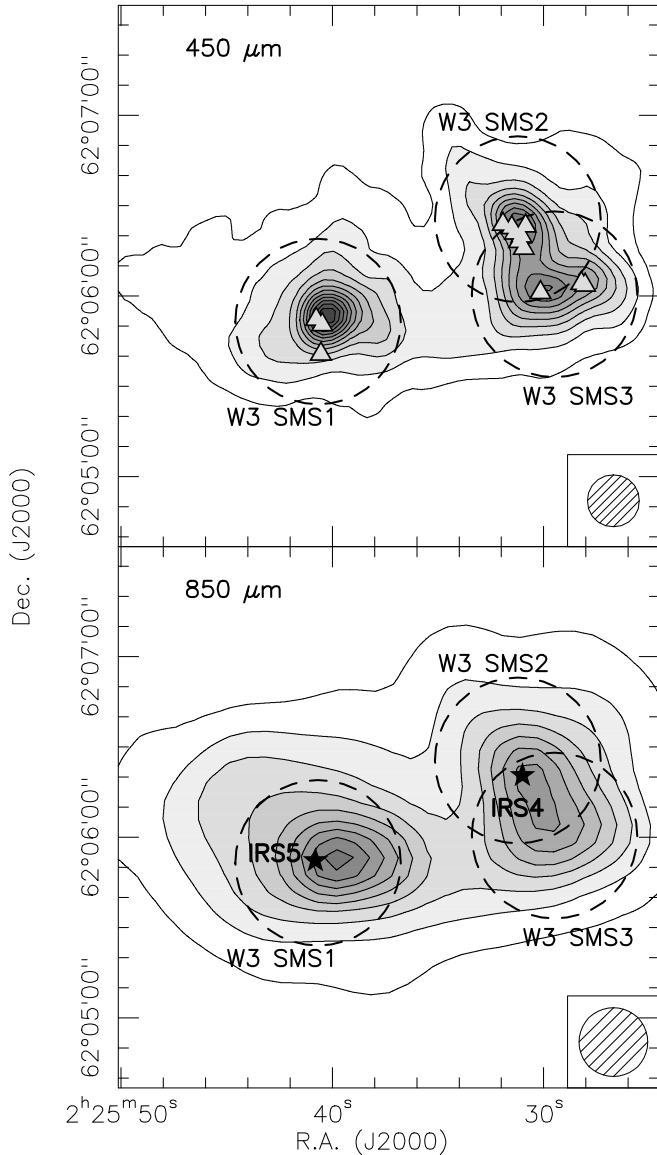 450 μm
W3 SMS2
W3 SMS1
W3 SMS3
62°07'00''
62°06'00''
62°05'00''
Dec. (J2000)
850 μm
W3 SMS2
IRS4
IRS5
W3 SMS1
W3 SMS3
62°07'00''
62°06'00''
62°05'00''
2ʰ25ᵐ50ˢ
40ˢ
30ˢ
R.A. (J2000)